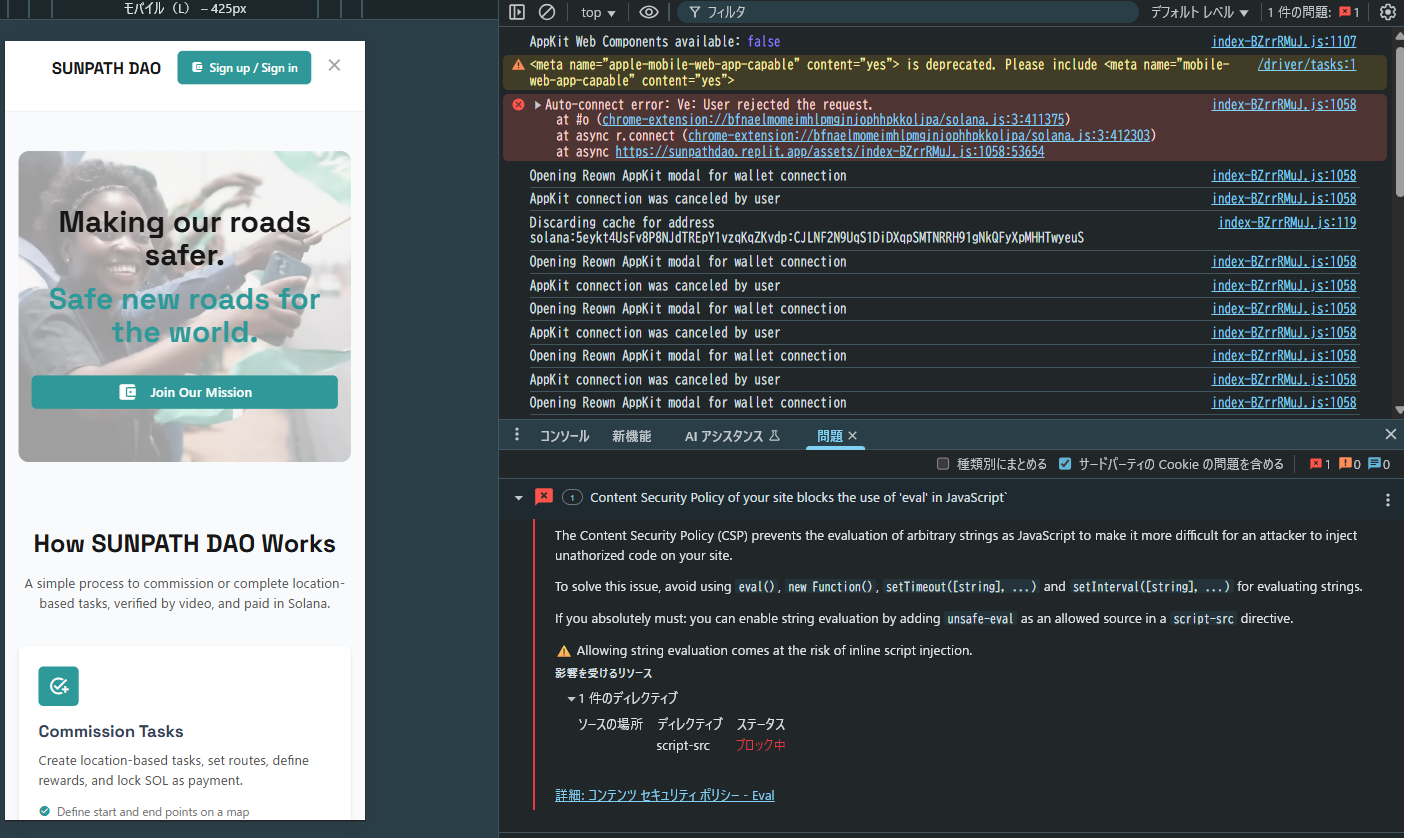 モバイル（L） – 425px
SUNPATH DAO
Sign up / Sign in
Making our roads
safer.
Safe new roads for
the world.
Join Our Mission
How SUNPATH DAO Works
A simple process to commission or complete location-
based tasks, verified by video, and paid in Solana.
Commission Tasks
Create location-based tasks, set routes, define
rewards, and lock SOL as payment.
Define start and end points on a map
top
フィルタ
デフォルト レベル
1 件の問題: 1
AppKit Web Components available: false index-BZrrRMuJ.js:1107
<meta name="apple-mobile-web-app-capable" content="yes"> is deprecated. Please include <meta name="mobile- /driver/tasks:1
web-app-capable" content="yes">
Auto-connect error: Ve: User rejected the request. index-BZrrRMuJ.js:1058
at #o (chrome-extension://bfnaelmomeimhlpmgjnjophhpkkoljpa/solana.js:3:411375)
at async r.connect (chrome-extension://bfnaelmomeimhlpmgjnjophhpkkoljpa/solana.js:3:412303)
at async https://sunpathdao.replit.app/assets/index-BZrrRMuJ.js:1058:53654
Opening Reown AppKit modal for wallet connection index-BZrrRMuJ.js:1058
AppKit connection was canceled by user index-BZrrRMuJ.js:1058
Discarding cache for address index-BZrrRMuJ.js:119
solana:5eykt4UsFv8P8NJdTREpY1vzqKqZKvdp:CJLNF2N9UqS1DiDXqpSMTNRRH91gNkQFyXpMHHTwyeuS
Opening Reown AppKit modal for wallet connection index-BZrrRMuJ.js:1058
AppKit connection was canceled by user index-BZrrRMuJ.js:1058
Opening Reown AppKit modal for wallet connection index-BZrrRMuJ.js:1058
AppKit connection was canceled by user index-BZrrRMuJ.js:1058
Opening Reown AppKit modal for wallet connection index-BZrrRMuJ.js:1058
AppKit connection was canceled by user index-BZrrRMuJ.js:1058
Opening Reown AppKit modal for wallet connection index-BZrrRMuJ.js:1058
コンソール 新機能 AI アシスタンス 問題
種類別にまとめる サードパーティの Cookie の問題を含める 1 0 0
1 Content Security Policy of your site blocks the use of 'eval' in JavaScript`
The Content Security Policy (CSP) prevents the evaluation of arbitrary strings as JavaScript to make it more difficult for an attacker to inject
unathorized code on your site.
To solve this issue, avoid using eval(), new Function(), setTimeout([string], ...) and setInterval([string], ...) for evaluating strings.
If you absolutely must: you can enable string evaluation by adding unsafe-eval as an allowed source in a script-src directive.
Allowing string evaluation comes at the risk of inline script injection.
影響を受けるリソース
1 件のディレクティブ
ソースの場所 ディレクティブ ステータス
script-src ブロック中
詳細: コンテンツ セキュリティ ポリシー - Eval